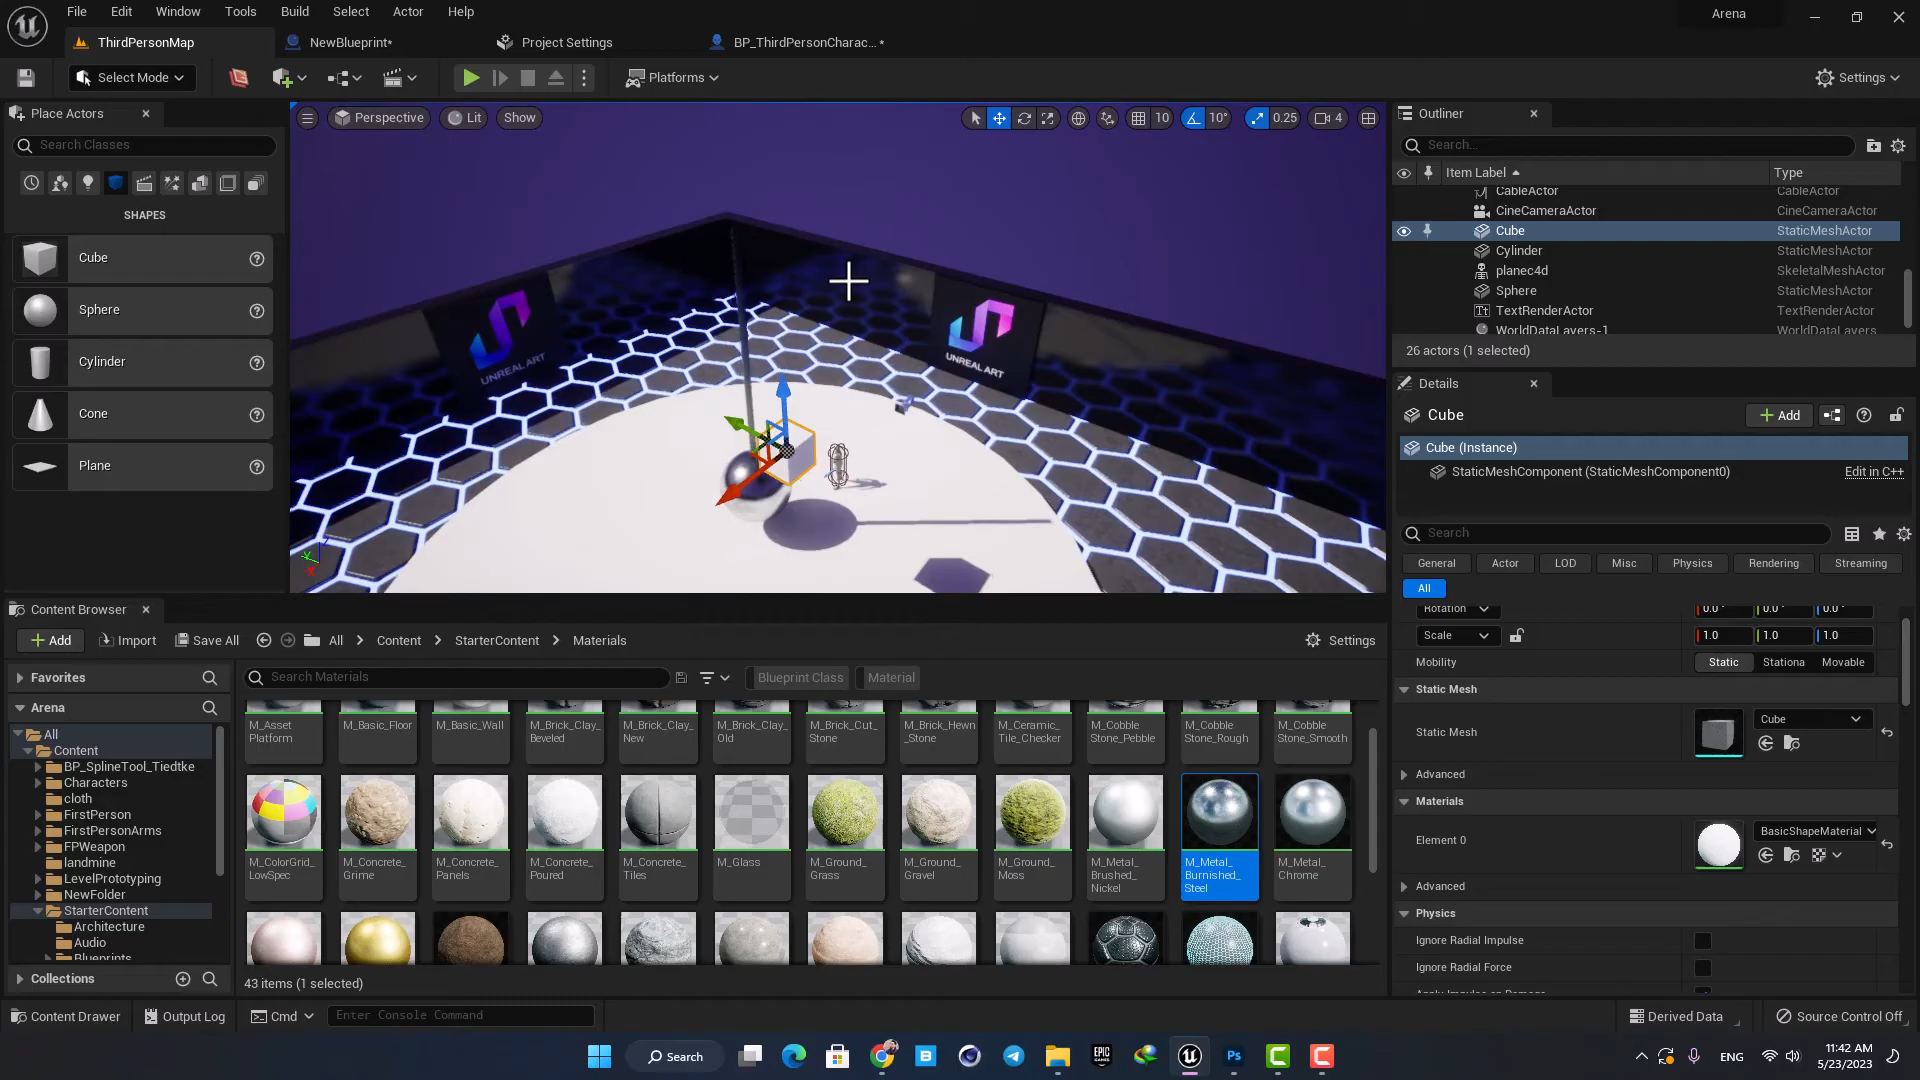 File Edit Window Tools Build Select Actor Help
Arena
ThirdPersonMap
NewBlueprint*
Project Settings
BP_ThirdPersonCharac... *
Select Mode
Platforms
Settings
Place Actors
Search Classes
SHAPES
Cube
Sphere
Cylinder
Cone
Plane
Perspective
Lit
Show
10
10°
0.25
4
UNREAL ART
UNREAL ART
Outliner
Search...
Item Label
Type
CableActor CableActor
CineCameraActor CineCameraActor
Cube StaticMeshActor
Cylinder StaticMeshActor
planec4d SkeletalMeshActor
Sphere StaticMeshActor
TextRenderActor TextRenderActor
WorldDataLayers-1 WorldDataLayers
26 actors (1 selected)
Details
Cube
Add
Cube (Instance)
StaticMeshComponent (StaticMeshComponent0)
Edit in C++
Search
General Actor LOD Misc Physics Rendering Streaming
All
Rotation 0.0° 0.0° 0.0°
Scale 1.0 1.0 1.0
Mobility Static Stationa Movable
Static Mesh
Static Mesh
Cube
Advanced
Materials
Element 0
BasicShapeMaterial
Advanced
Physics
Ignore Radial Impulse
Ignore Radial Force
Apply Impulse on Damage
Content Browser
Add Import Save All All Content StarterContent Materials Settings
Favorites
Arena
All
Content
BP_SplineTool_Tiedtke
Characters
cloth
FirstPerson
FirstPersonArms
FPWeapon
landmine
LevelPrototyping
NewFolder
StarterContent
Architecture
Audio
Blueprints
Collections
Search Materials
Blueprint Class
Material
M_Asset
Platform
M_Basic_Floor
M_Basic_Wall
M_Brick_Clay_
Beveled
M_Brick_Clay_
New
M_Brick_Clay_
Old
M_Brick_Cut_
Stone
M_Brick_Hewn
_Stone
M_Ceramic_
Tile_Checker
M_Cobble
Stone_Pebble
M_Cobble
Stone_Rough
M_Cobble
Stone_Smooth
M_ColorGrid_
LowSpec
M_Concrete_
Grime
M_Concrete_
Panels
M_Concrete_
Poured
M_Concrete_
Tiles
M_Glass
M_Ground_
Grass
M_Ground_
Gravel
M_Ground_
Moss
M_Metal_
Brushed_
Nickel
M_Metal_
Burnished_
Steel
M_Metal_
Chrome
43 items (1 selected)
Content Drawer
Output Log
Cmd
Enter Console Command
Derived Data
Source Control Off
Search
EPIC
GAMES
Ps
ENG
11:42 AM
5/23/2023